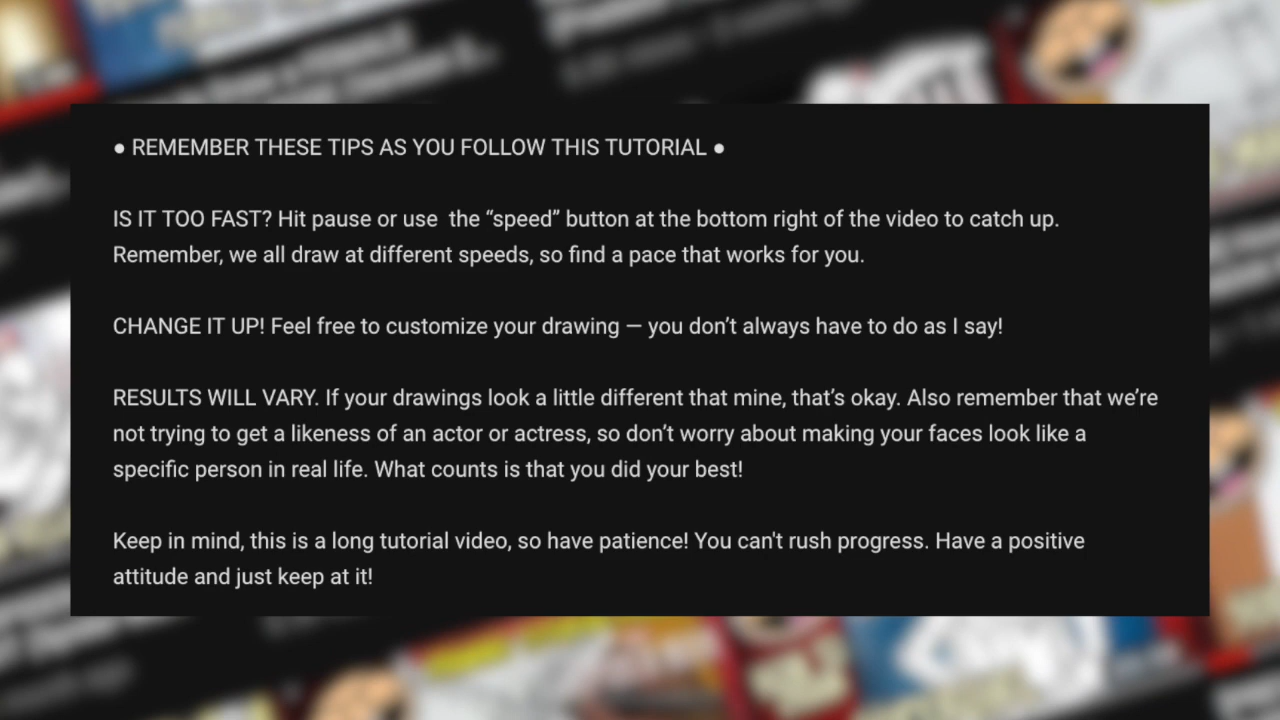 ● REMEMBER THESE TIPS AS YOU FOLLOW THIS TUTORIAL ●
IS IT TOO FAST? Hit pause or use  the “speed” button at the bottom right of the video to catch up.
Remember, we all draw at different speeds, so find a pace that works for you.
CHANGE IT UP! Feel free to customize your drawing — you don’t always have to do as I say!
RESULTS WILL VARY. If your drawings look a little different that mine, that’s okay. Also remember that we’re
not trying to get a likeness of an actor or actress, so don’t worry about making your faces look like a
specific person in real life. What counts is that you did your best!
Keep in mind, this is a long tutorial video, so have patience! You can't rush progress. Have a positive
attitude and just keep at it!